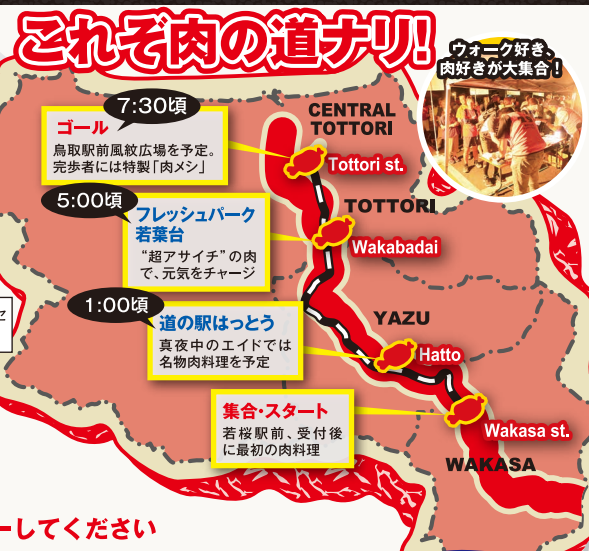 これぞ肉の道ナリ!
ウォーク好き、
肉好きが大集合!
7:30頃
ゴール
鳥取駅前風紋広場を予定。
完歩者には特製「肉メシ」
CENTRAL
TOTTORI
Tottori st.
5:00頃
フレッシュパーク
若葉台
“超アサイチ”の肉
で、元気をチャージ
TOTTORI
Wakabadai
1:00頃
道の駅はっとう
真夜中のエイドでは
名物肉料理を予定
YAZU
Hatto
集合・スタート
若桜駅前、受付後
に最初の肉料理
Wakasa st.
WAKASA
ーしてください